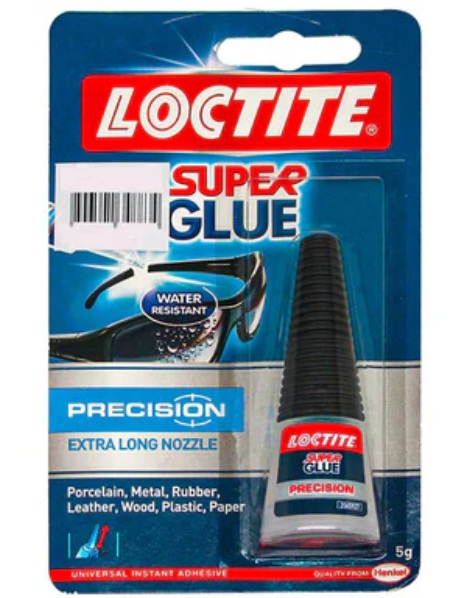 LOCTITE®
SUPER
GLUE
WATER
RESISTANT
PRECISION
EXTRA LONG NOZZLE
Porcelain, Metal, Rubber,
Leather, Wood, Plastic, Paper
LOCTITE
SUPER
GLUE
PRECISION
5g
UNIVERSAL INSTANT ADHESIVE
QUALITY FROM Henkel